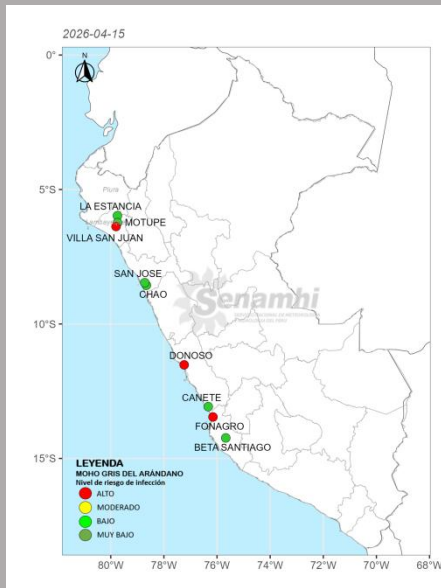 2026-04-15
N
0°
Piura
5°S
LA ESTANCIA
MOTUPE
VILLA SAN JUAN
SAN JOSE
CHAO
Senamhi
10°S
DONOSO
CANETE
FONAGRO
BETA SANTIAGO
15°S
LEYENDA
MOHO GRIS DEL ARÁNDANO
Nivel de riesgo de infección
ALTO
MODERADO
BAJO
MUY BAJO
80°W 78°W 76°W 74°W 72°W 70°W 68°W